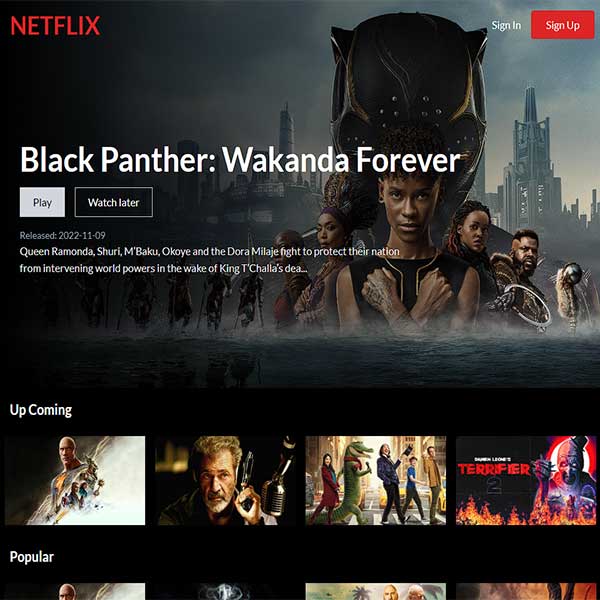 NETFLIX
Sign In
Sign Up
Black Panther: Wakanda Forever
Play
Watch later
Released: 2022-11-09
Queen Ramonda, Shuri, M'Baku, Okoye and the Dora Milaje fight to protect their nation
from intervening world powers in the wake of King T'Challa's dea...
Up Coming
DAMIEN LEONE'S
TERRIFIER
2
Popular